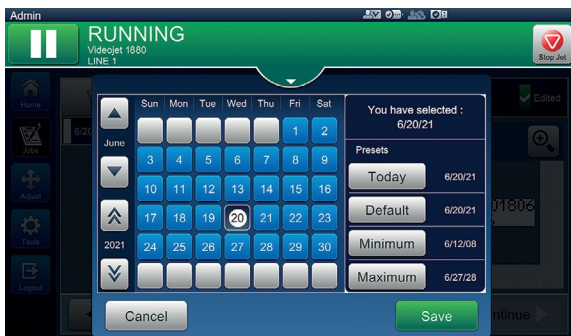 Admin
RUNNING
Videojet 1880
LINE 1
Stop Jet
Home
Jobs
Adjust
Tools
Logout
6/20
Edited
01806
ntinue
June
2021
Sun Mon Tue Wed Thu Fri Sat
1 2
3 4 5 6 7 8 9
10 11 12 13 14 15 16
17 18 19 20 21 22 23
24 25 26 27 28 29 30
You have selected :
6/20/21
Presets
Today 6/20/21
Default 6/20/21
Minimum 6/12/08
Maximum 6/27/28
Cancel
Save